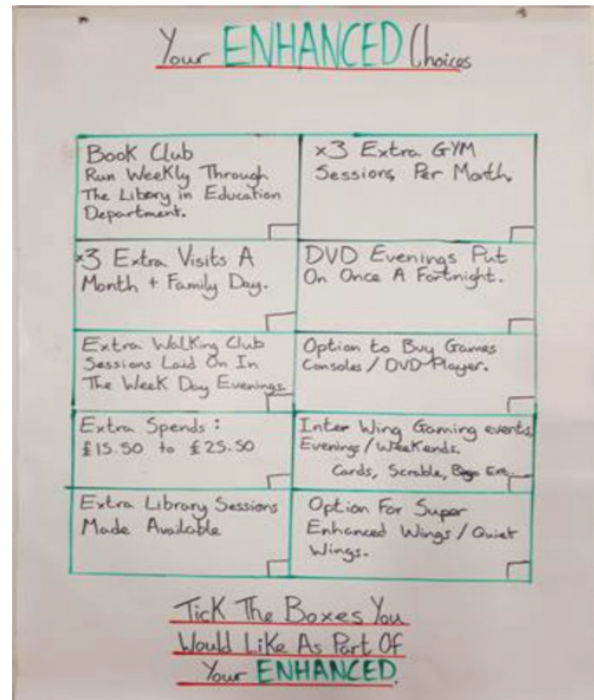 Your ENHANCED Choices
Book Club
Run Weekly Through
The Libery in Education
Department.
x3 Extra GYM
Sessions Per Month.
x3 Extra Visits A
Month + Family Day.
DVD Evenings Put
On Once A Fortnight.
Extra Walking Club
Sessions Laid On In
The Week Day Evenings
Option to Buy Games
Consoles / DVD Player.
Extra Spends :
£15.50 to £25.50
Inter Wing Gaming events
Evenings / Weekends.
Cards, Scrable,
Extra Library Sessions
Made Available
Option For Super
Enhanced Wings / Quiet
Wings.
Tick The Boxes You
Would Like As Part Of
Your ENHANCED.